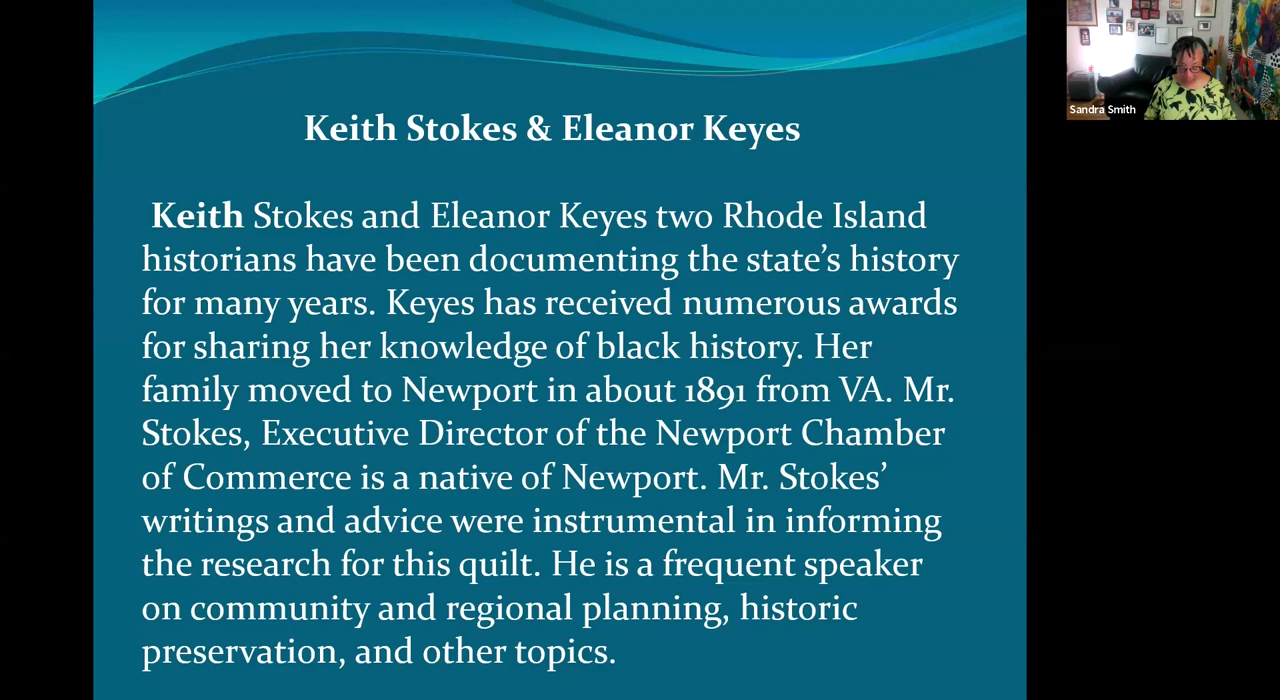 Keith Stokes & Eleanor Keyes
Keith Stokes and Eleanor Keyes two Rhode Island
historians have been documenting the state’s history
for many years. Keyes has received numerous awards
for sharing her knowledge of black history. Her
family moved to Newport in about 1891 from VA. Mr.
Stokes, Executive Director of the Newport Chamber
of Commerce is a native of Newport. Mr. Stokes’
writings and advice were instrumental in informing
the research for this quilt. He is a frequent speaker
on community and regional planning, historic
preservation, and other topics.
Sandra Smith